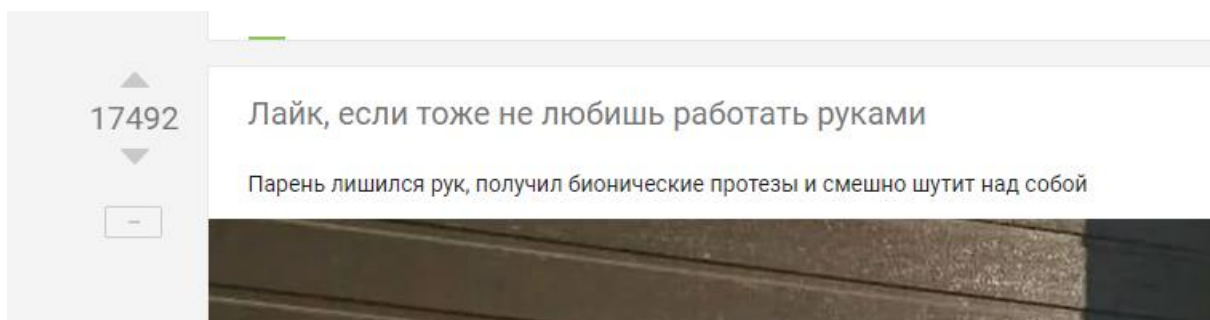 17492
Лайк, если тоже не любишь работать руками
Парень лишился рук, получил бионические протезы и смешно шутит над собой